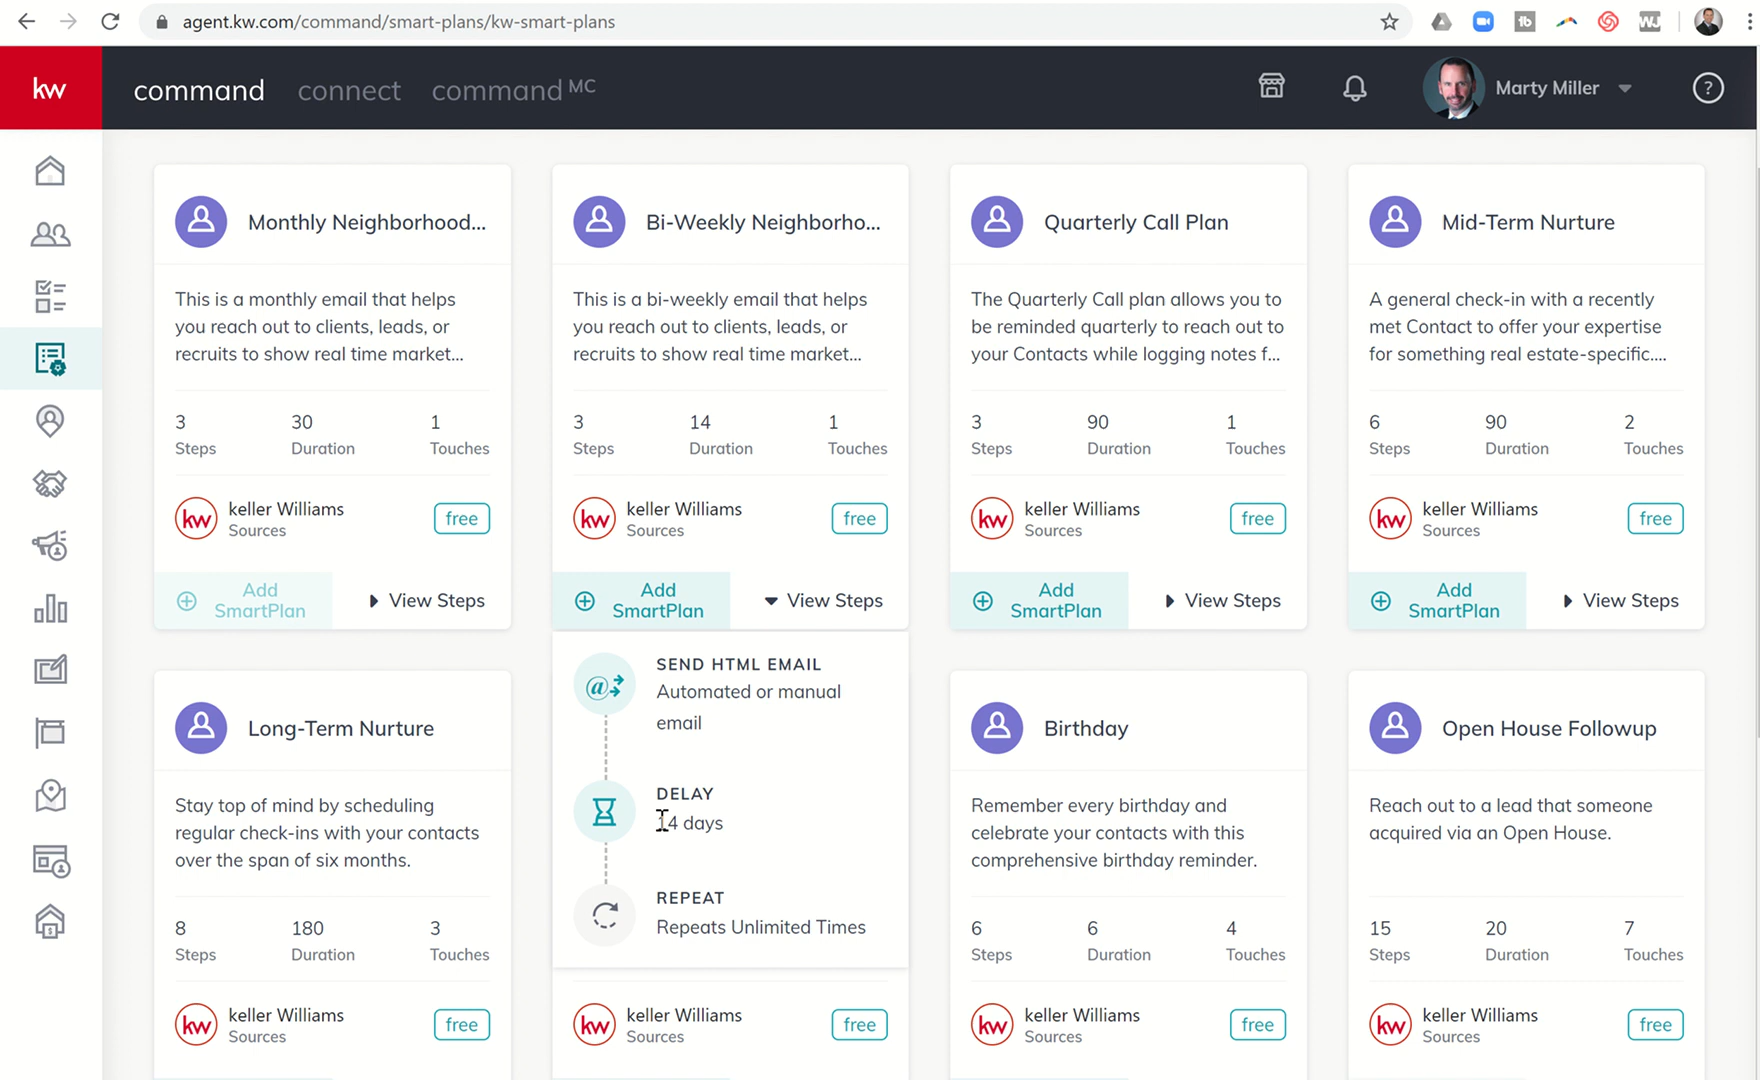 agent.kw.com/command/smart-plans/kw-smart-plans
kw
command connect command MC
Marty Miller
?
Monthly Neighborhood...
This is a monthly email that helps
you reach out to clients, leads, or
recruits to show real time market...
3 30 1
Steps Duration Touches
kw keller Williams
Sources
free
Add
SmartPlan
View Steps
Bi-Weekly Neighborho...
This is a bi-weekly email that helps
you reach out to clients, leads, or
recruits to show real time market...
3 14 1
Steps Duration Touches
kw keller Williams
Sources
free
Add
SmartPlan
View Steps
SEND HTML EMAIL
Automated or manual
email
DELAY
14 days
REPEAT
Repeats Unlimited Times
Quarterly Call Plan
The Quarterly Call plan allows you to
be reminded quarterly to reach out to
your Contacts while logging notes f...
3 90 1
Steps Duration Touches
kw keller Williams
Sources
free
Add
SmartPlan
View Steps
Mid-Term Nurture
A general check-in with a recently
met Contact to offer your expertise
for something real estate-specific....
6 90 2
Steps Duration Touches
kw keller Williams
Sources
free
Add
SmartPlan
View Steps
Long-Term Nurture
Stay top of mind by scheduling
regular check-ins with your contacts
over the span of six months.
8 180 3
Steps Duration Touches
kw keller Williams
Sources
free
kw keller Williams
Sources
free
Birthday
Remember every birthday and
celebrate your contacts with this
comprehensive birthday reminder.
6 6 4
Steps Duration Touches
kw keller Williams
Sources
free
Open House Followup
Reach out to a lead that someone
acquired via an Open House.
15 20 7
Steps Duration Touches
kw keller Williams
Sources
free